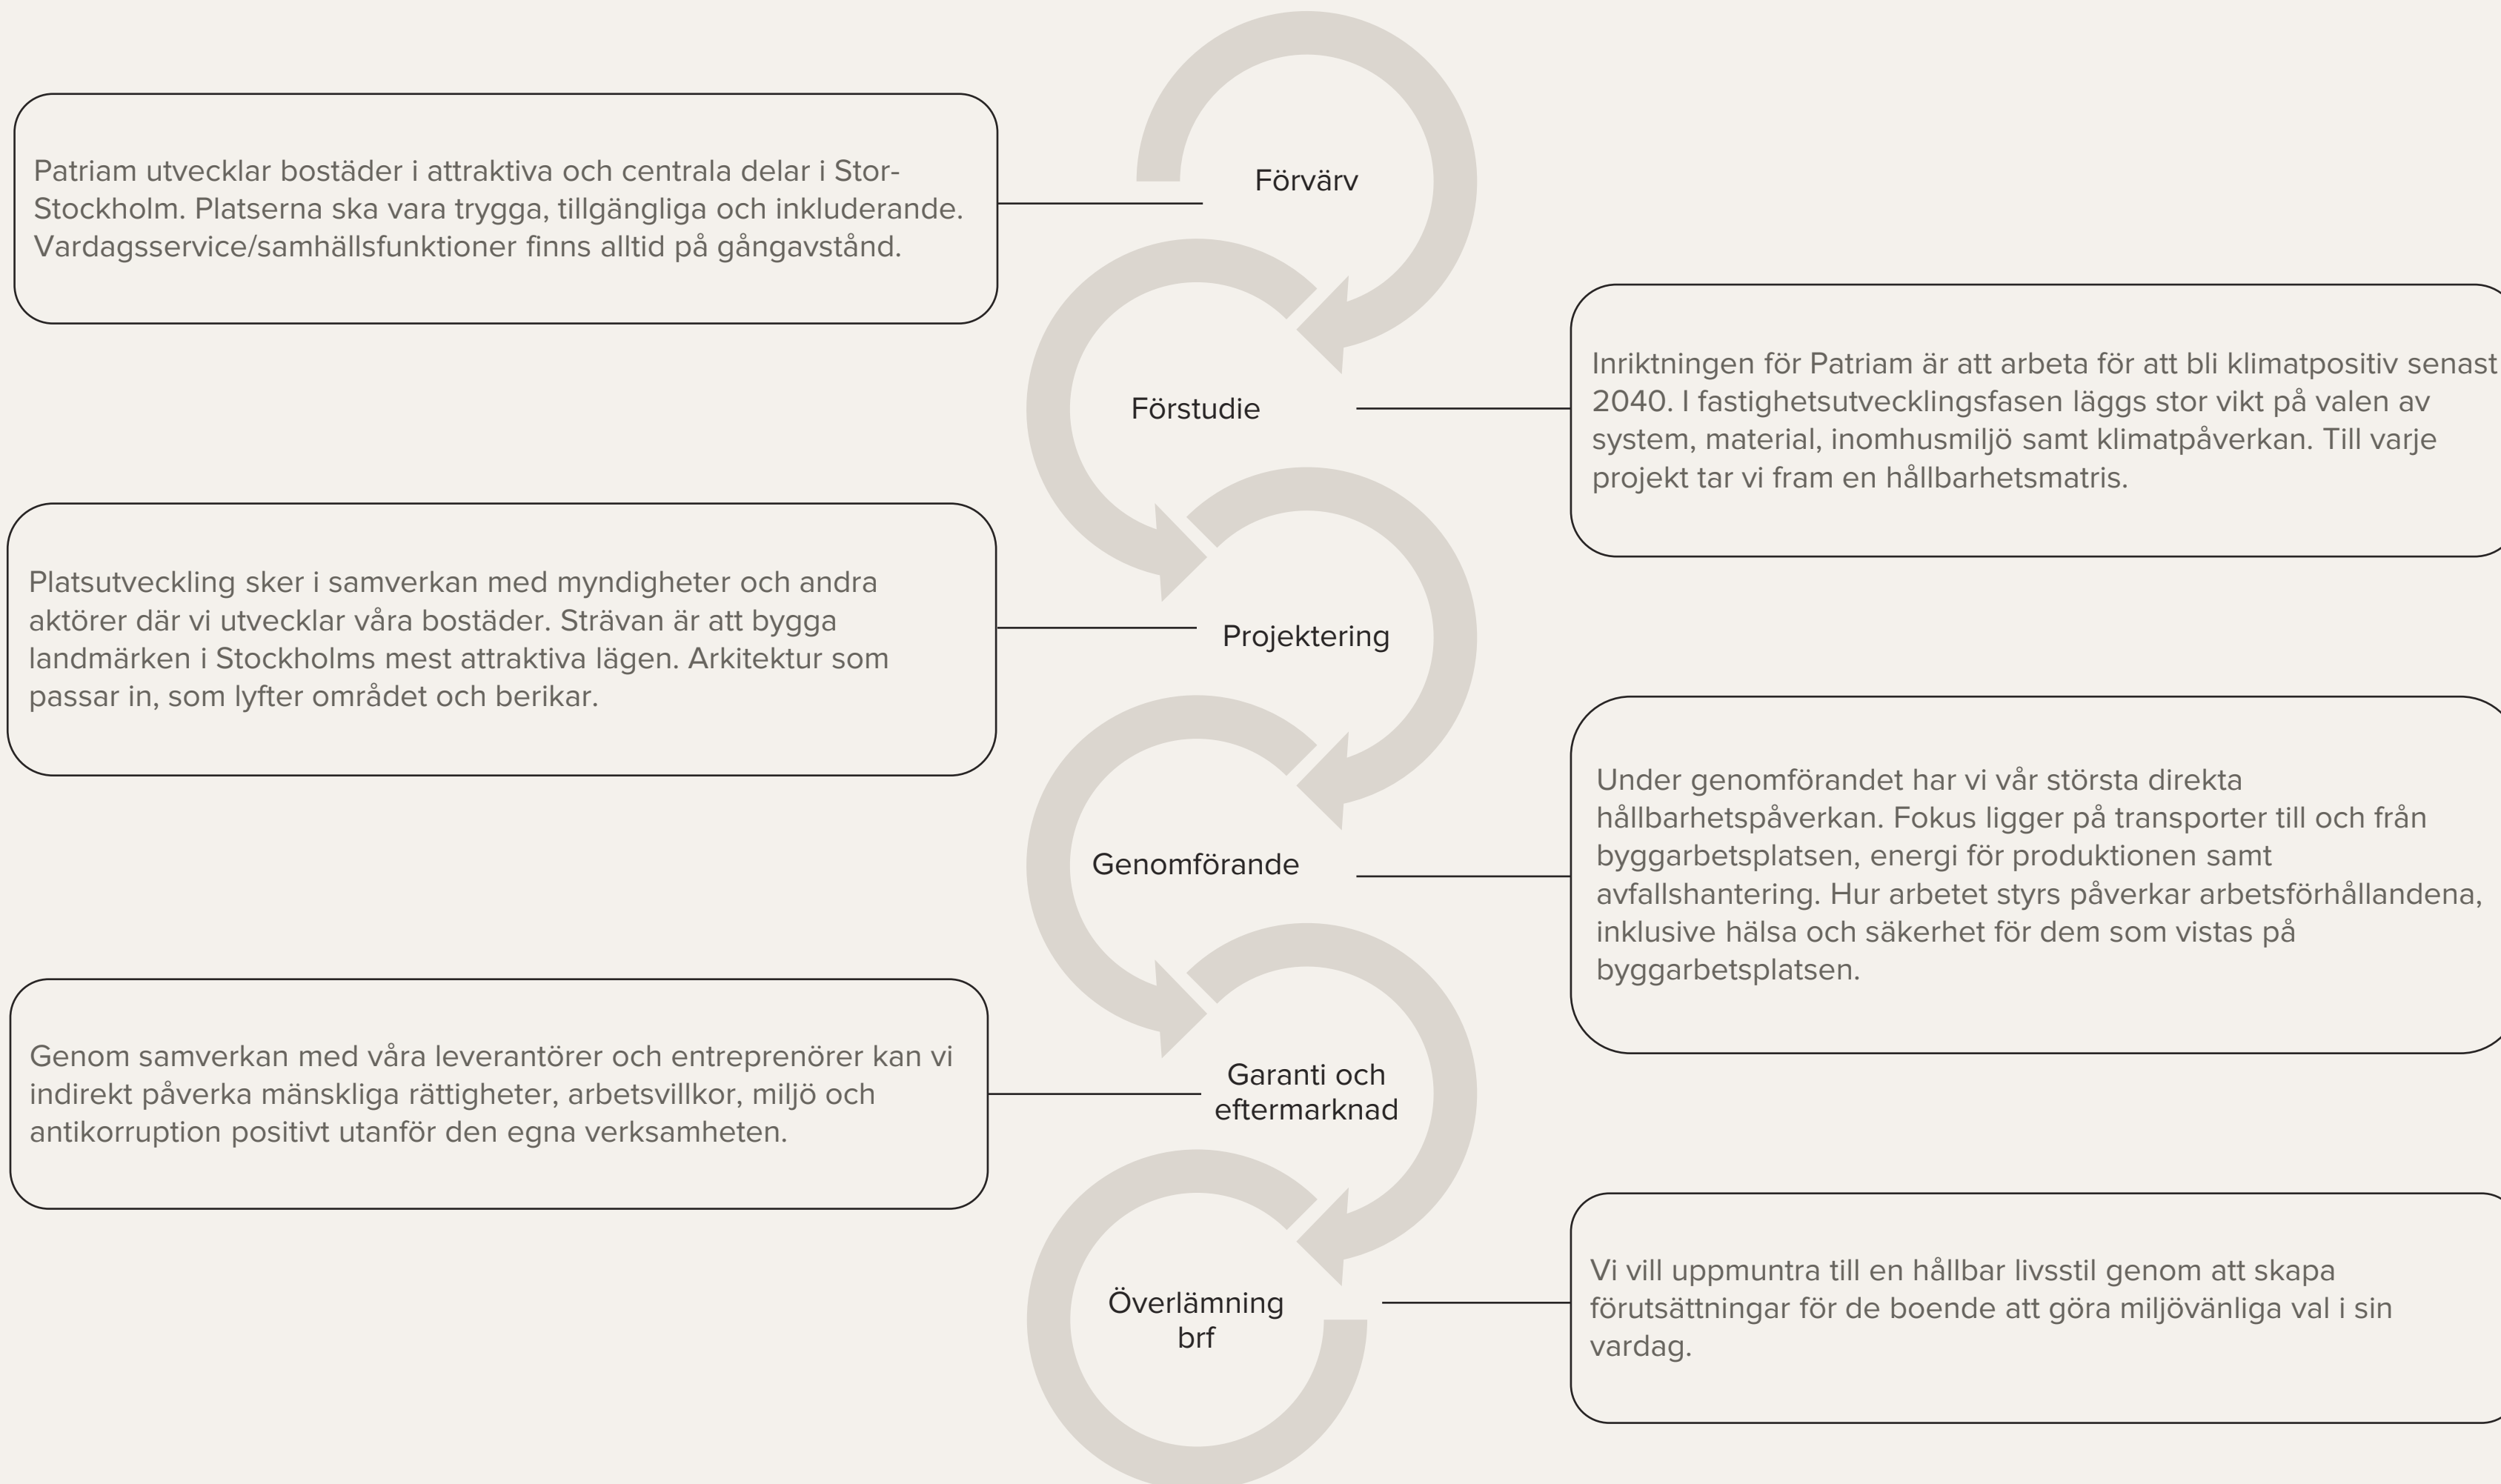 Förvärv
Patriam utvecklar bostäder i attraktiva och centrala delar i Stor-
Stockholm. Platserna ska vara trygga, tillgängliga och inkluderande.
Vardagsservice/samhällsfunktioner finns alltid på gångavstånd.
Förstudie
Inriktningen för Patriam är att arbeta för att bli klimatpositiv senast
2040. I fastighetsutvecklingsfasen läggs stor vikt på valen av
system, material, inomhusmiljö samt klimatpåverkan. Till varje
projekt tar vi fram en hållbarhetsmatris.
Projektering
Platsutveckling sker i samverkan med myndigheter och andra
aktörer där vi utvecklar våra bostäder. Strävan är att bygga
landmärken i Stockholms mest attraktiva lägen. Arkitektur som
passar in, som lyfter området och berikar.
Genomförande
Under genomförandet har vi vår största direkta
hållbarhetspåverkan. Fokus ligger på transporter till och från
byggarbetsplatsen, energi för produktionen samt
avfallshantering. Hur arbetet styrs påverkar arbetsförhållandena,
inklusive hälsa och säkerhet för dem som vistas på
byggarbetsplatsen.
Garanti och
eftermarknad
Genom samverkan med våra leverantörer och entreprenörer kan vi
indirekt påverka mänskliga rättigheter, arbetsvillkor, miljö och
antikorruption positivt utanför den egna verksamheten.
Överlämning
brf
Vi vill uppmuntra till en hållbar livsstil genom att skapa
förutsättningar för de boende att göra miljövänliga val i sin
vardag.